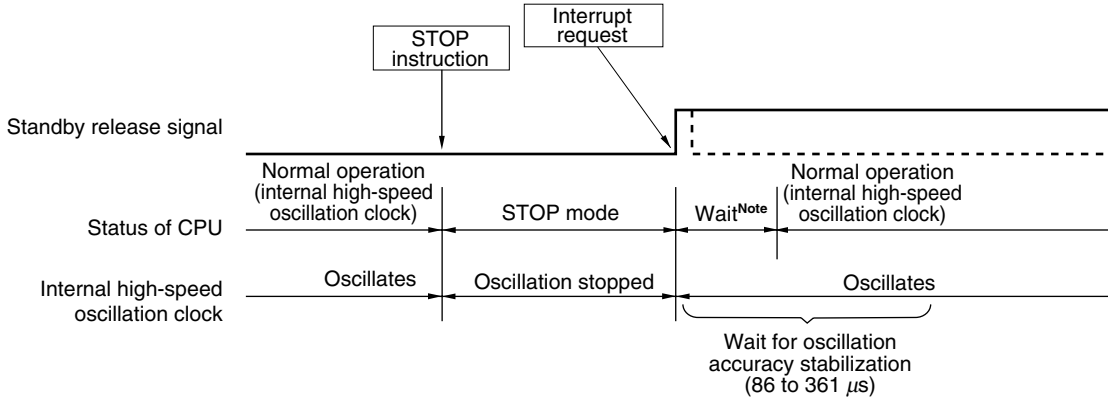 Interrupt
request
STOP
instruction
Standby release signal
Normal operation
(internal high-speed
oscillation clock)
Normal operation
(internal high-speed
oscillation clock)
Status of CPU
STOP mode
WaitNote
Internal high-speed
oscillation clock
Oscillates
Oscillation stopped
Oscillates
Wait for oscillation
accuracy stabilization
(86 to 361 μs)